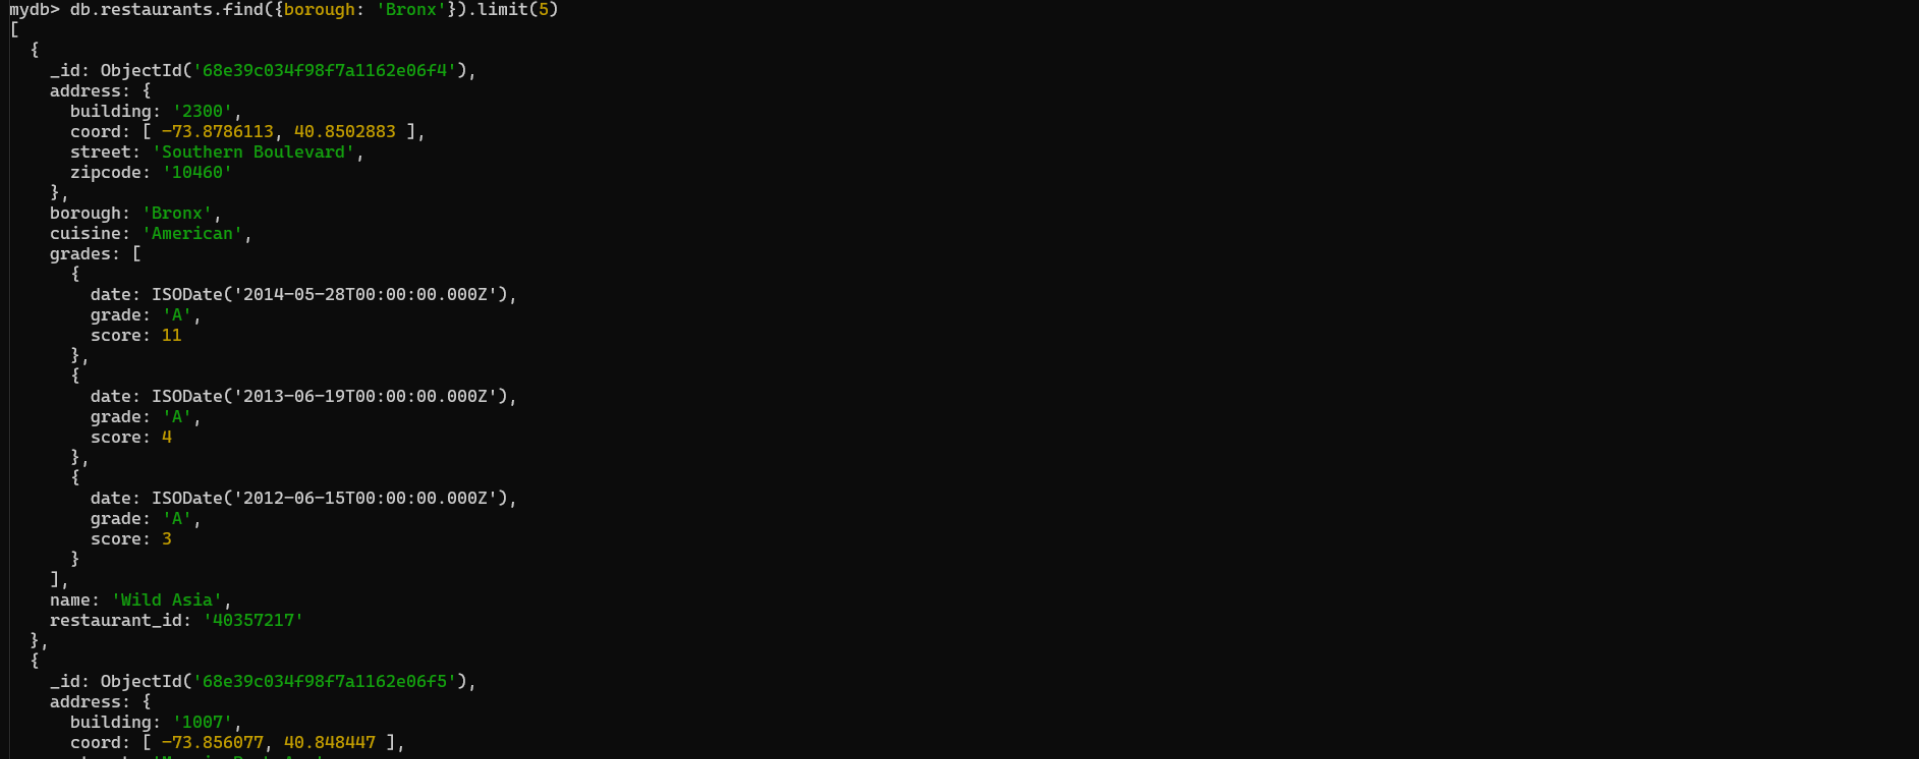 mydb> db.restaurants.find({borough: 'Bronx'}).limit(5)
[
  {
    _id: ObjectId('68e39c034f98f7a1162e06f4'),
    address: {
      building: '2300',
      coord: [ -73.8786113, 40.8502883 ],
      street: 'Southern Boulevard',
      zipcode: '10460'
    },
    borough: 'Bronx',
    cuisine: 'American',
    grades: [
      {
        date: ISODate('2014-05-28T00:00:00.000Z'),
        grade: 'A',
        score: 11
      },
      {
        date: ISODate('2013-06-19T00:00:00.000Z'),
        grade: 'A',
        score: 4
      },
      {
        date: ISODate('2012-06-15T00:00:00.000Z'),
        grade: 'A',
        score: 3
      }
    ],
    name: 'Wild Asia',
    restaurant_id: '40357217'
  },
  {
    _id: ObjectId('68e39c034f98f7a1162e06f5'),
    address: {
      building: '1007',
      coord: [ -73.856077, 40.848447 ],